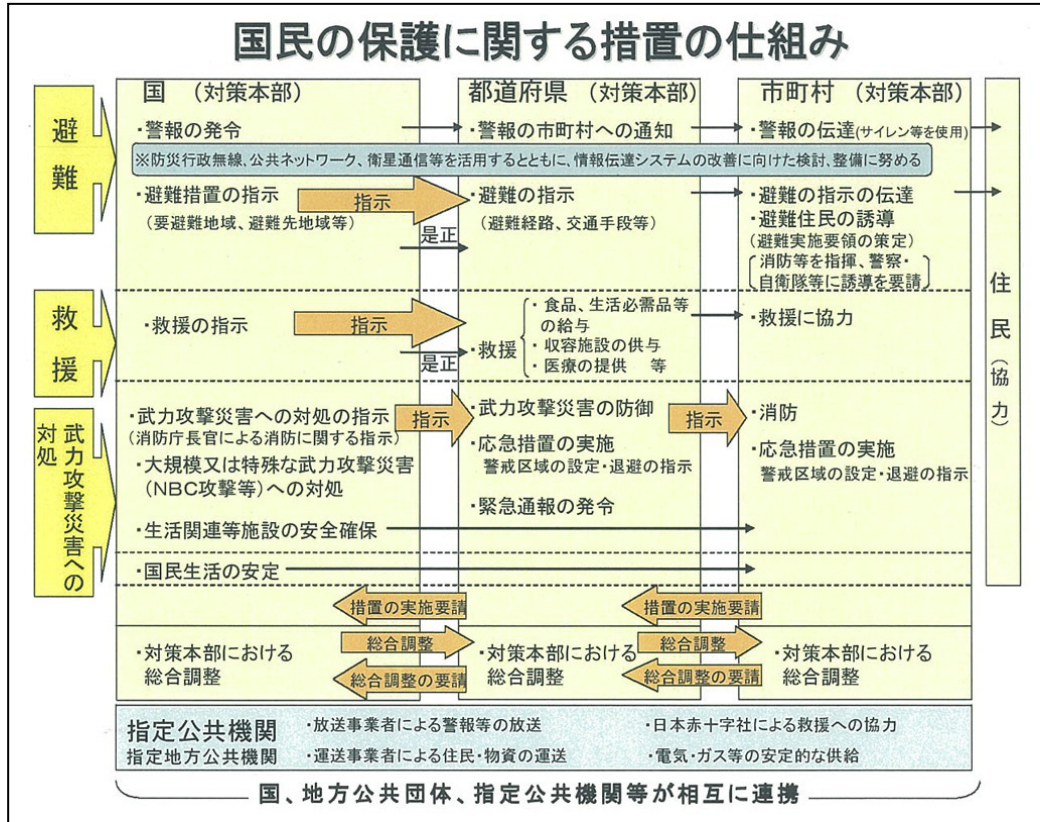 国民の保護に関する措置の仕組み
国 (対策本部)
都道府県 (対策本部)
市町村 (対策本部)
避難
・警報の発令
・警報の市町村への通知
・警報の伝達(サイレン等を使用)
※防災行政無線、公共ネットワーク、衛星通信等を活用するとともに、情報伝達システムの改善に向けた検討、整備に努める
・避難措置の指示
(要避難地域、避難先地域等)
指示
是正
・避難の指示
(避難経路、交通手段等)
・避難の指示の伝達
・避難住民の誘導
(避難実施要領の策定)
消防等を指揮、警察・
自衛隊等に誘導を要請
救援
・救援の指示
指示
是正
・救援
・食品、生活必需品等
の給与
・収容施設の供与
・医療の提供 等
・救援に協力
武力攻撃災害への
対処
・武力攻撃災害への対処の指示
(消防庁長官による消防に関する指示)
・大規模又は特殊な武力攻撃災害
(NBC攻撃等)への対処
指示
・武力攻撃災害の防御
・応急措置の実施
警戒区域の設定・退避の指示
・緊急通報の発令
指示
・消防
・応急措置の実施
警戒区域の設定・退避の指示
・生活関連等施設の安全確保
・国民生活の安定
住民(協力)
措置の実施要請
措置の実施要請
・対策本部における
総合調整
総合調整
総合調整の要請
・対策本部における
総合調整
総合調整
総合調整の要請
・対策本部における
総合調整
指定公共機関
指定地方公共機関
・放送事業者による警報等の放送
・日本赤十字社による救援への協力
・運送事業者による住民・物資の運送
・電気・ガス等の安定的な供給
国、地方公共団体、指定公共機関等が相互に連携